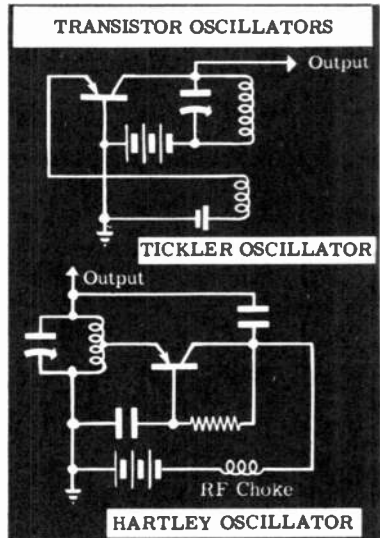 TRANSISTOR OSCILLATORS
Output
TICKLER OSCILLATOR
Output
RF Choke
HARTLEY OSCILLATOR